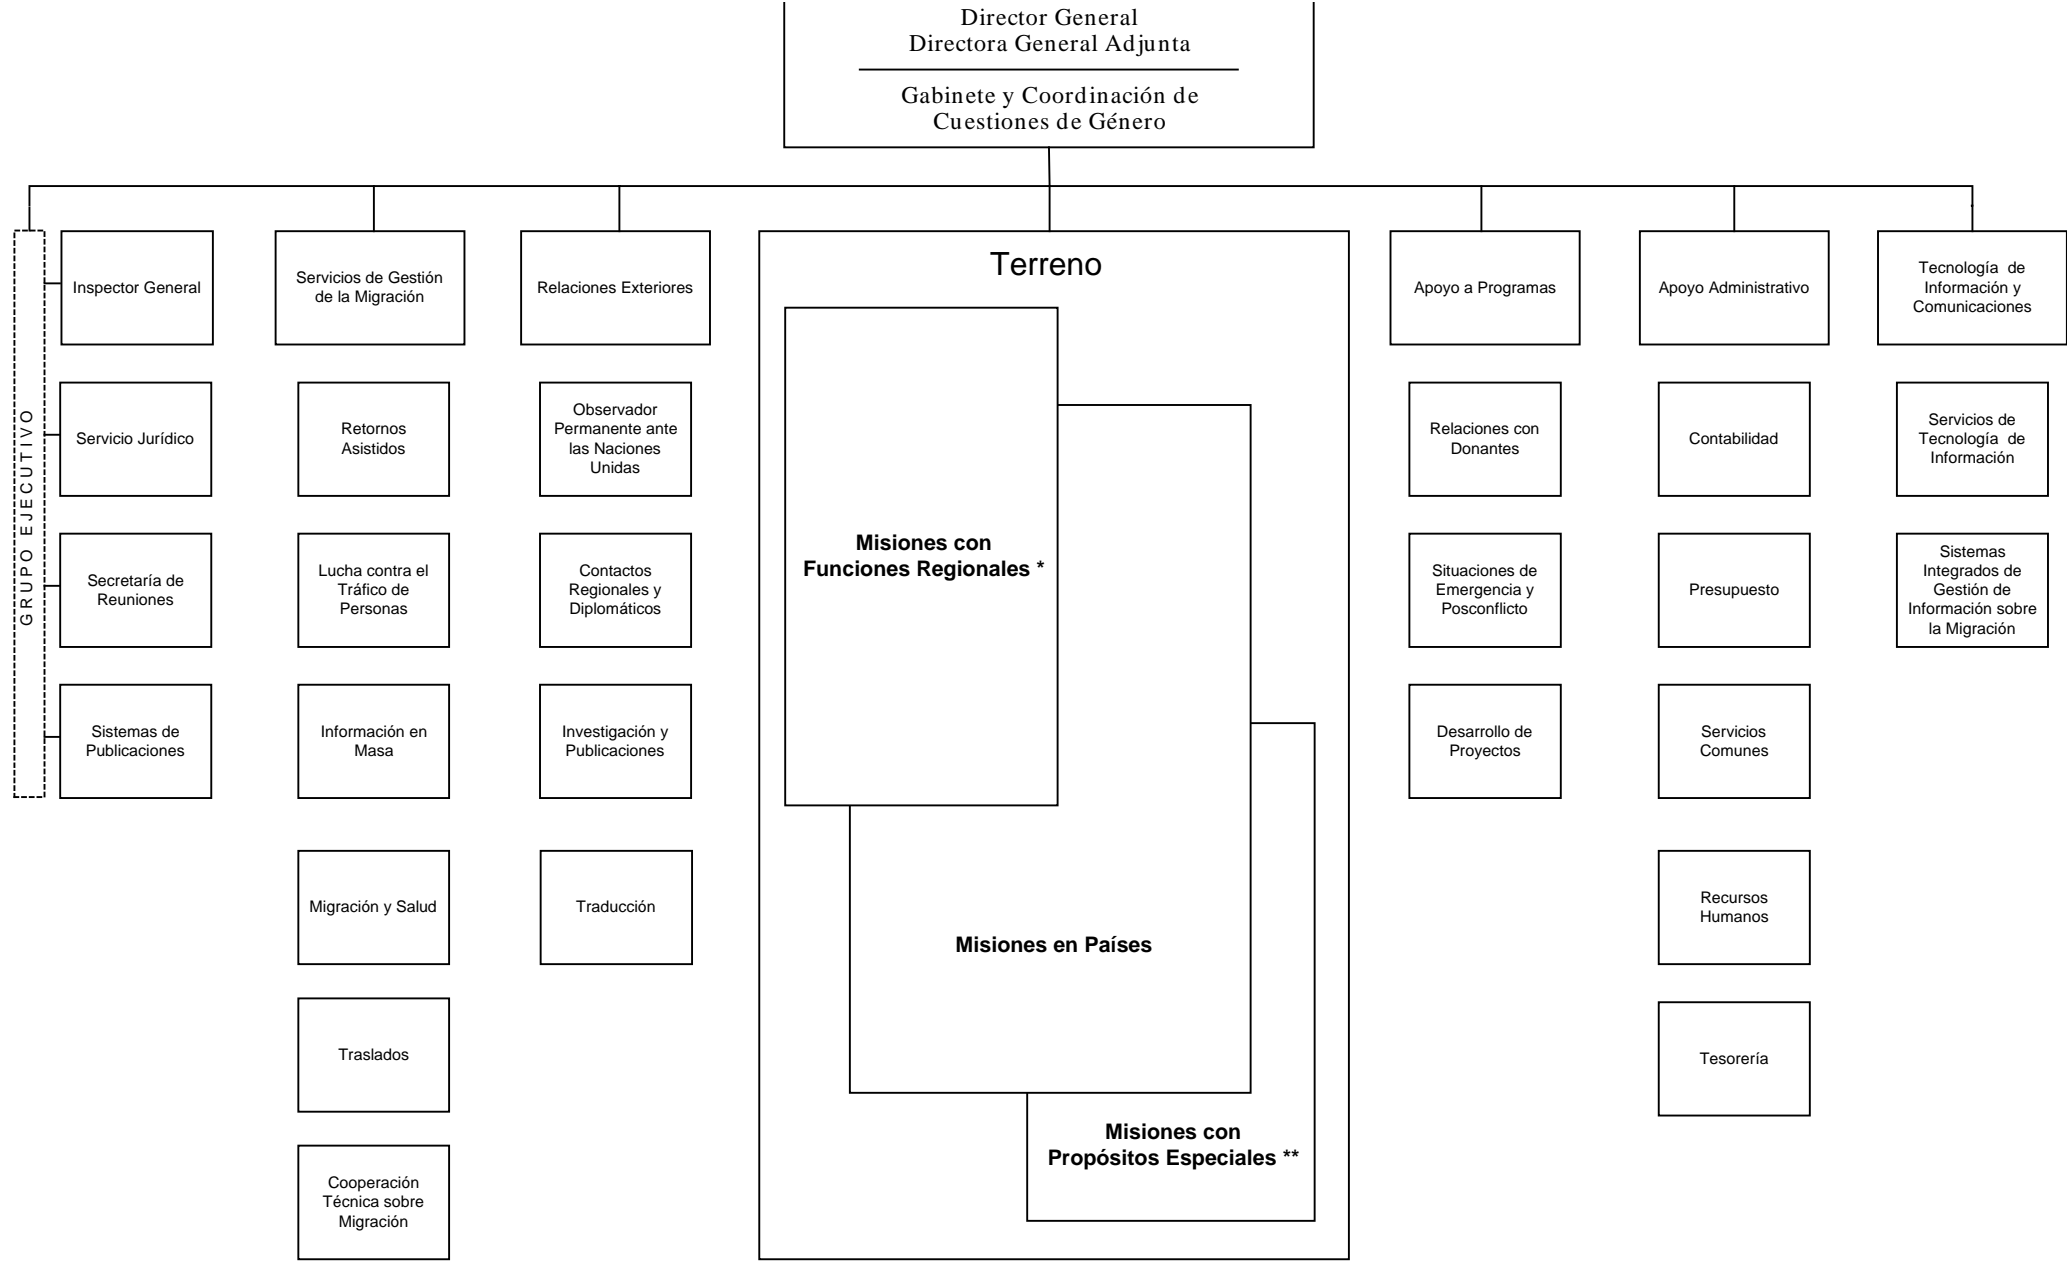 Director General
Directora General Adjunta
Gabinete y Coordinación de
Cuestiones de Género
GRUPO EJECUTIVO
Inspector General
Servicio Jurídico
Secretaría de
Reuniones
Sistemas de
Publicaciones
Servicios de Gestión
de la Migración
Retornos
Asistidos
Lucha contra el
Tráfico de
Personas
Información en
Masa
Migración y Salud
Traslados
Cooperación
Técnica sobre
Migración
Relaciones Exteriores
Observador
Permanente ante
las Naciones
Unidas
Contactos
Regionales y
Diplomáticos
Investigación y
Publicaciones
Traducción
Terreno
Misiones con
Funciones Regionales *
Misiones en Países
Misiones con
Propósitos Especiales **
Apoyo a Programas
Relaciones con
Donantes
Situaciones de
Emergencia y
Posconflicto
Desarrollo de
Proyectos
Apoyo Administrativo
Contabilidad
Presupuesto
Servicios
Comunes
Recursos
Humanos
Tesorería
Tecnología de
Información y
Comunicaciones
Servicios de
Tecnología de
Información
Sistemas
Integrados de
Gestión de
Información sobre
la Migración